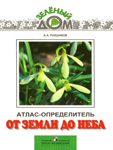 ЗЕЛЁНЫЙ
ДОМ
А.А. ПЛЕШАКОВ
АТЛАС-ОПРЕДЕЛИТЕЛЬ
ОТ ЗЕМЛИ ДО НЕБА